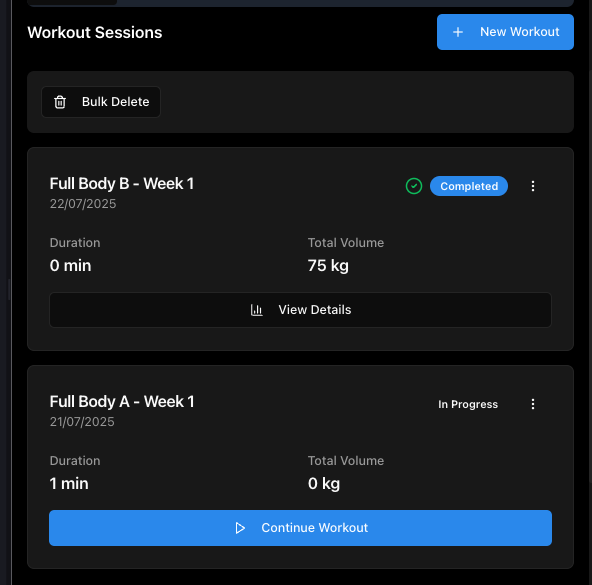 Workout Sessions
New Workout
Bulk Delete
Full Body B - Week 1
Completed
22/07/2025
Duration
Total Volume
0 min
75 kg
View Details
Full Body A - Week 1
In Progress
21/07/2025
Duration
Total Volume
1 min
0 kg
Continue Workout